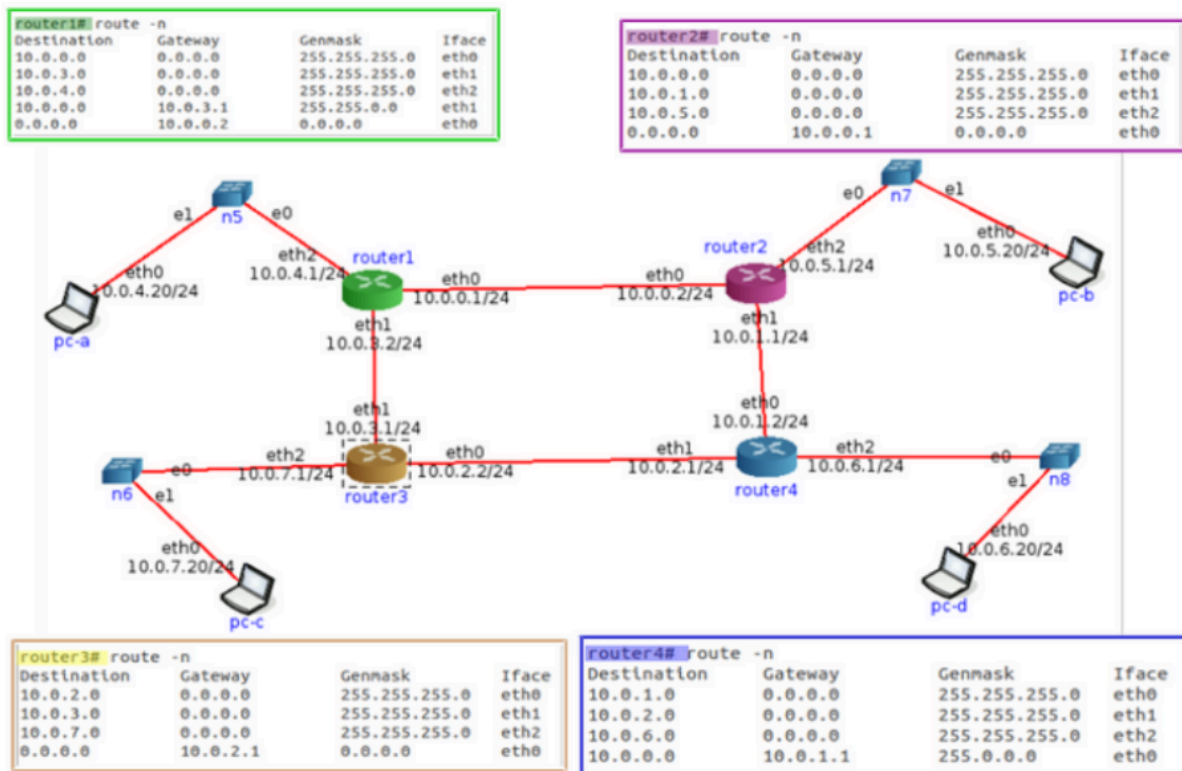 router1# route -n
Destination Gateway Genmask Iface
10.0.0.0 0.0.0.0 255.255.255.0 eth0
10.0.3.0 0.0.0.0 255.255.255.0 eth1
10.0.4.0 0.0.0.0 255.255.255.0 eth2
10.0.0.0 10.0.3.1 255.255.0.0 eth1
0.0.0.0 10.0.0.2 0.0.0.0 eth0
router2# route -n
Destination Gateway Genmask Iface
10.0.0.0 0.0.0.0 255.255.255.0 eth0
10.0.1.0 0.0.0.0 255.255.255.0 eth1
10.0.5.0 0.0.0.0 255.255.255.0 eth2
0.0.0.0 10.0.0.1 0.0.0.0 eth0
n5
e1
e0
eth2
10.0.4.1/24
router1
eth0
10.0.0.1/24
eth1
10.0.3.2/24
eth0
10.0.4.20/24
pc-a
n7
e0
e1
router2
eth2
10.0.5.1/24
eth0
10.0.0.2/24
eth1
10.0.1.1/24
eth0
10.0.5.20/24
pc-b
eth1
10.0.3.1/24
eth2
10.0.7.1/24
eth0
10.0.2.2/24
router3
n6
e0
e1
eth0
10.0.7.20/24
pc-c
eth0
10.0.1.2/24
eth1
10.0.2.1/24
eth2
10.0.6.1/24
router4
e0
n8
e1
eth0
10.0.6.20/24
pc-d
router3# route -n
Destination Gateway Genmask Iface
10.0.2.0 0.0.0.0 255.255.255.0 eth0
10.0.3.0 0.0.0.0 255.255.255.0 eth1
10.0.7.0 0.0.0.0 255.255.255.0 eth2
0.0.0.0 10.0.2.1 0.0.0.0 eth0
router4# route -n
Destination Gateway Genmask Iface
10.0.1.0 0.0.0.0 255.255.255.0 eth0
10.0.2.0 0.0.0.0 255.255.255.0 eth1
10.0.6.0 0.0.0.0 255.255.255.0 eth2
10.0.0.0 10.0.1.1 255.0.0.0 eth0